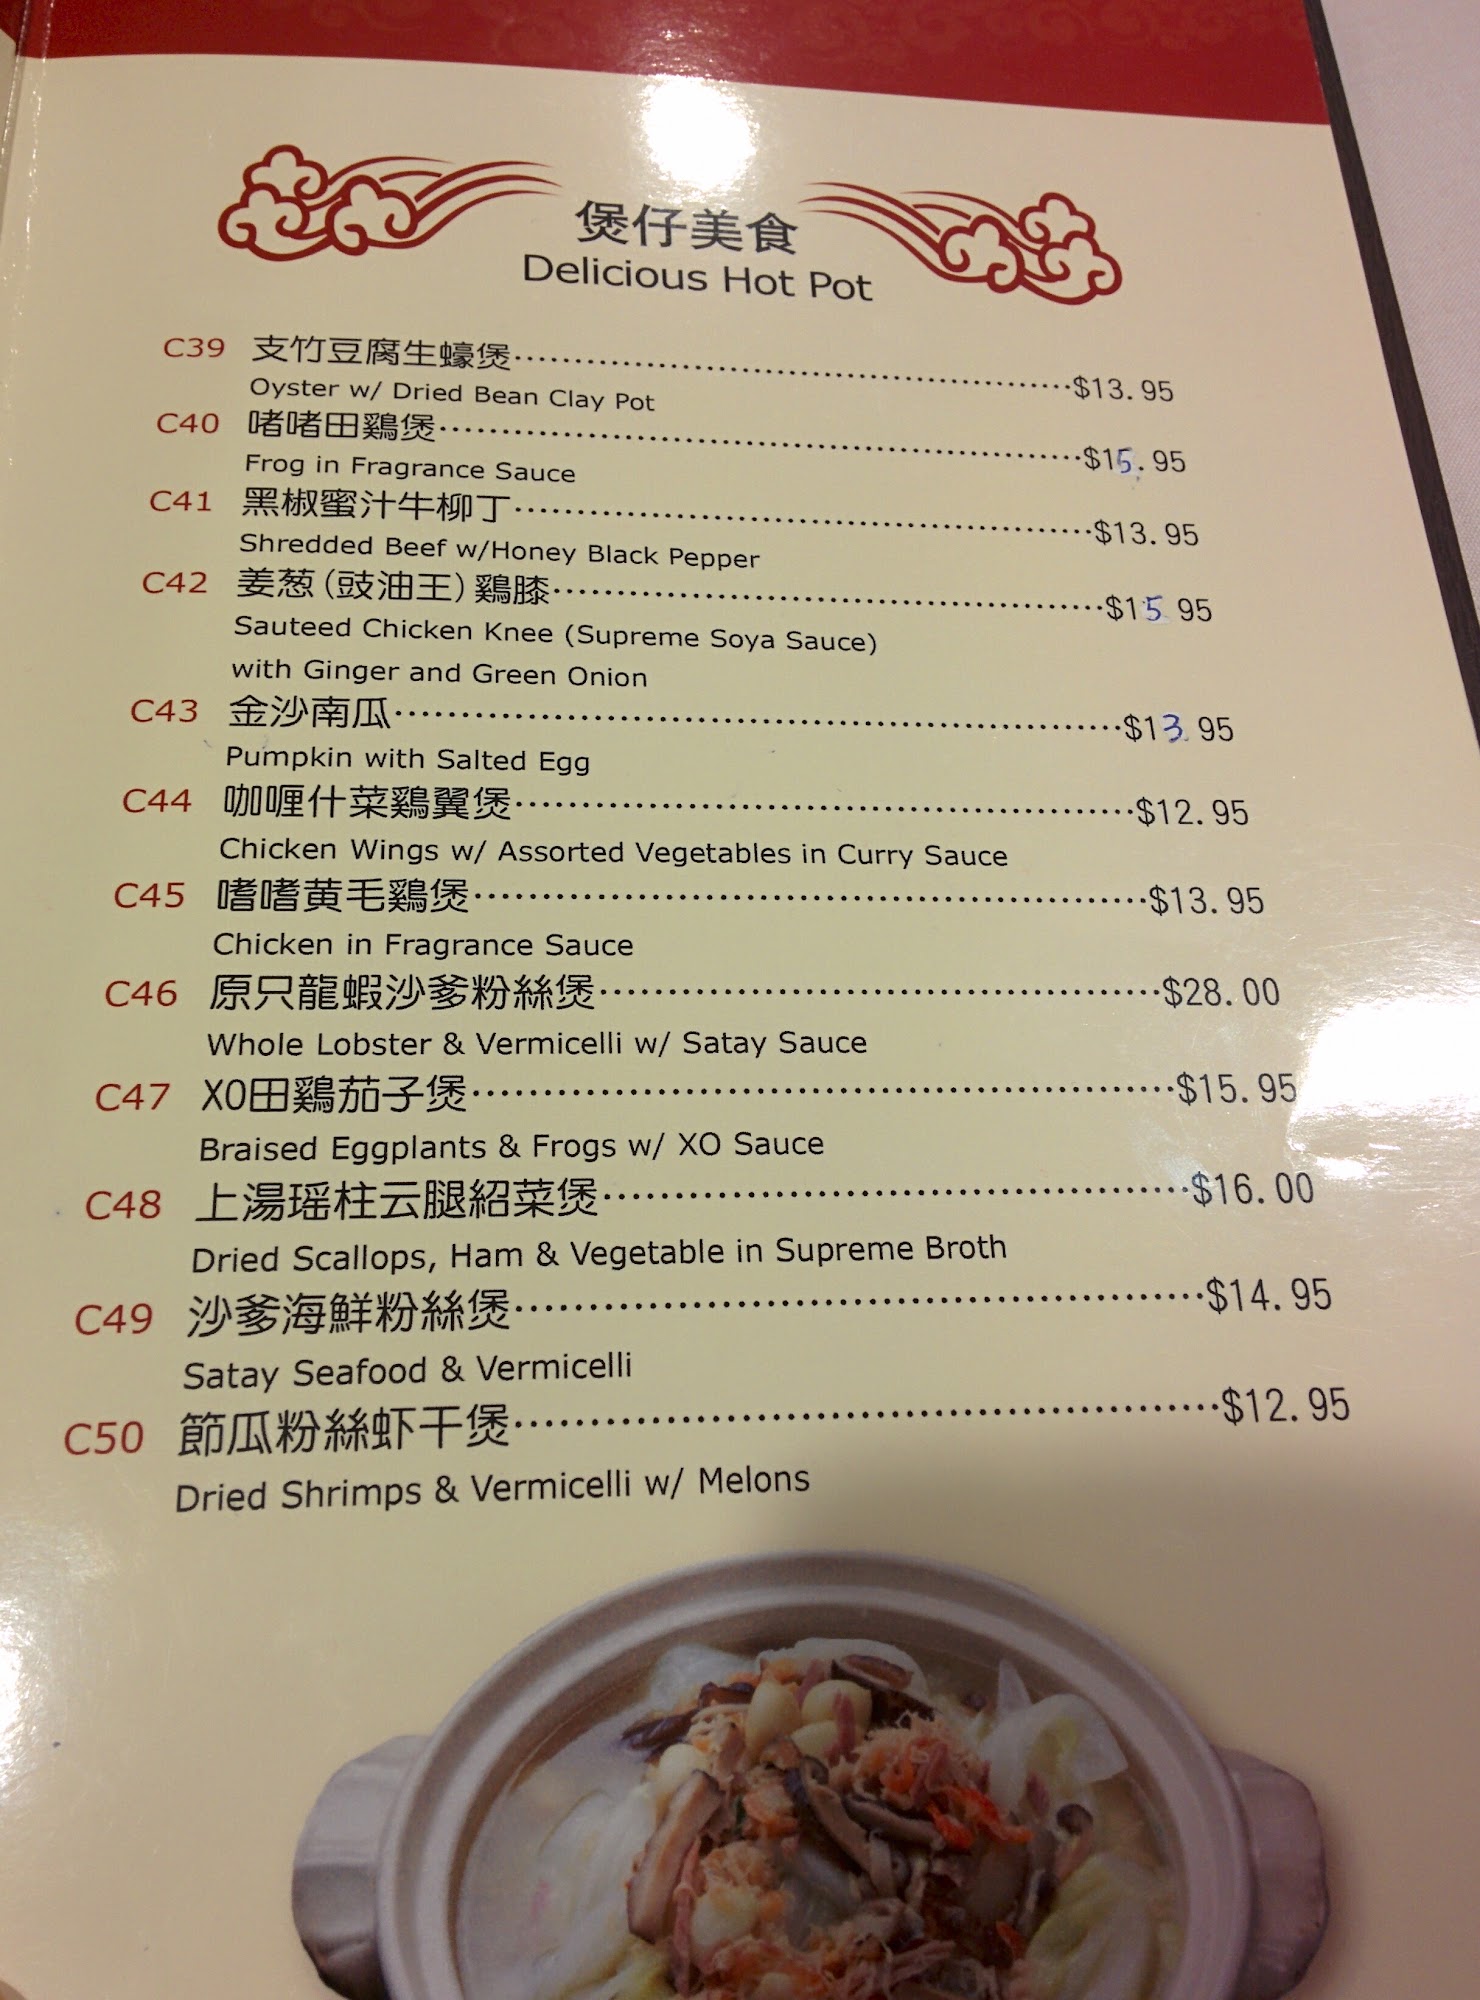 煲仔美食
Delicious Hot Pot
C39 支竹豆腐生蠔煲 $13.95
Oyster w/ Dried Bean Clay Pot
C40 啫啫田鷄煲 $15.95
Frog in Fragrance Sauce
C41 黑椒蜜汁牛柳丁 $13.95
Shredded Beef w/Honey Black Pepper
C42 姜葱(豉油王)鷄膝 $15.95
Sauteed Chicken Knee (Supreme Soya Sauce)
with Ginger and Green Onion
C43 金沙南瓜 $13.95
Pumpkin with Salted Egg
C44 咖喱什菜鷄翼煲 $12.95
Chicken Wings w/ Assorted Vegetables in Curry Sauce
C45 嗜嗜黄毛鷄煲 $13.95
Chicken in Fragrance Sauce
C46 原只龍蝦沙爹粉絲煲 $28.00
Whole Lobster & Vermicelli w/ Satay Sauce
C47 XO田鷄茄子煲 $15.95
Braised Eggplants & Frogs w/ XO Sauce
C48 上湯瑶柱云腿紹菜煲 $16.00
Dried Scallops, Ham & Vegetable in Supreme Broth
C49 沙爹海鮮粉絲煲 $14.95
Satay Seafood & Vermicelli
C50 節瓜粉絲虾干煲 $12.95
Dried Shrimps & Vermicelli w/ Melons